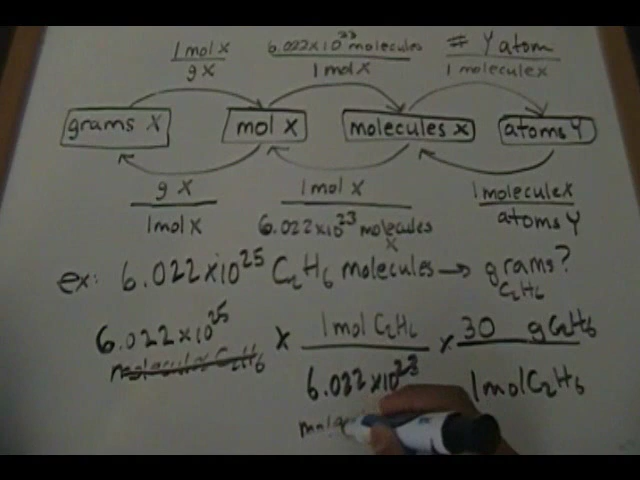 1 mol X 6.022x10^23 molecules # Y atom
g X 1 mol X 1 molecule X
grams X mol X molecules X atoms Y
g X 1 mol X 1 molecule X
1 mol X 6.022x10^23 molecules X atoms Y
ex: 6.022x10^25 C2H6 molecules → grams? C2H6
6.022x10^25 x 1 mol C2H6 x 30 g C2H6
molecules C2H6 6.022x10^23 1 mol C2H6